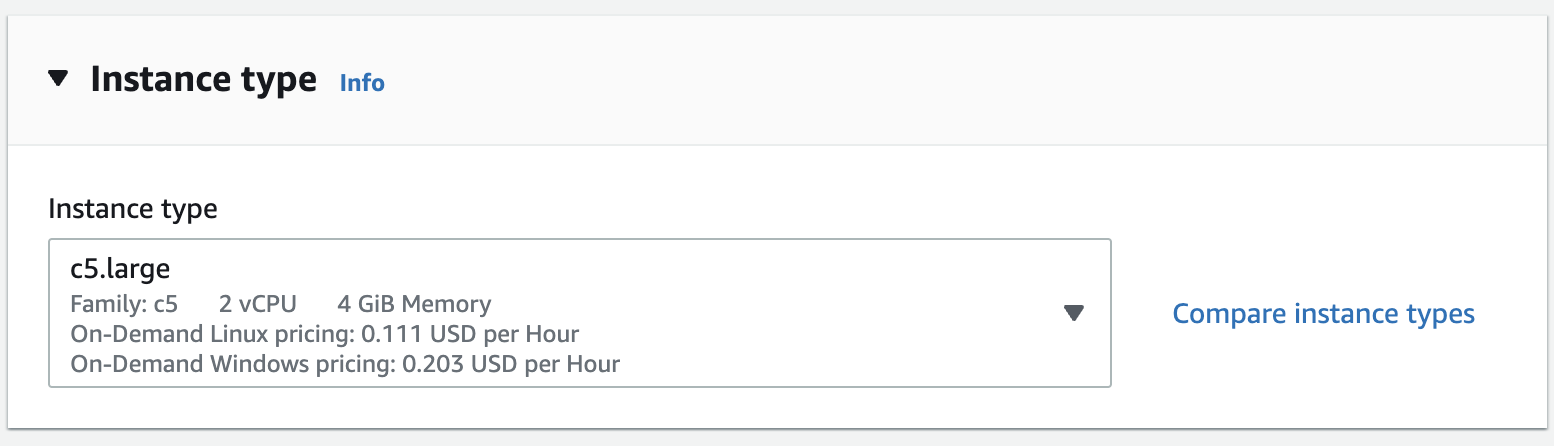 Instance type Info
Instance type
c5.large
Family: c5 2 vCPU 4 GiB Memory
On-Demand Linux pricing: 0.111 USD per Hour
On-Demand Windows pricing: 0.203 USD per Hour
Compare instance types